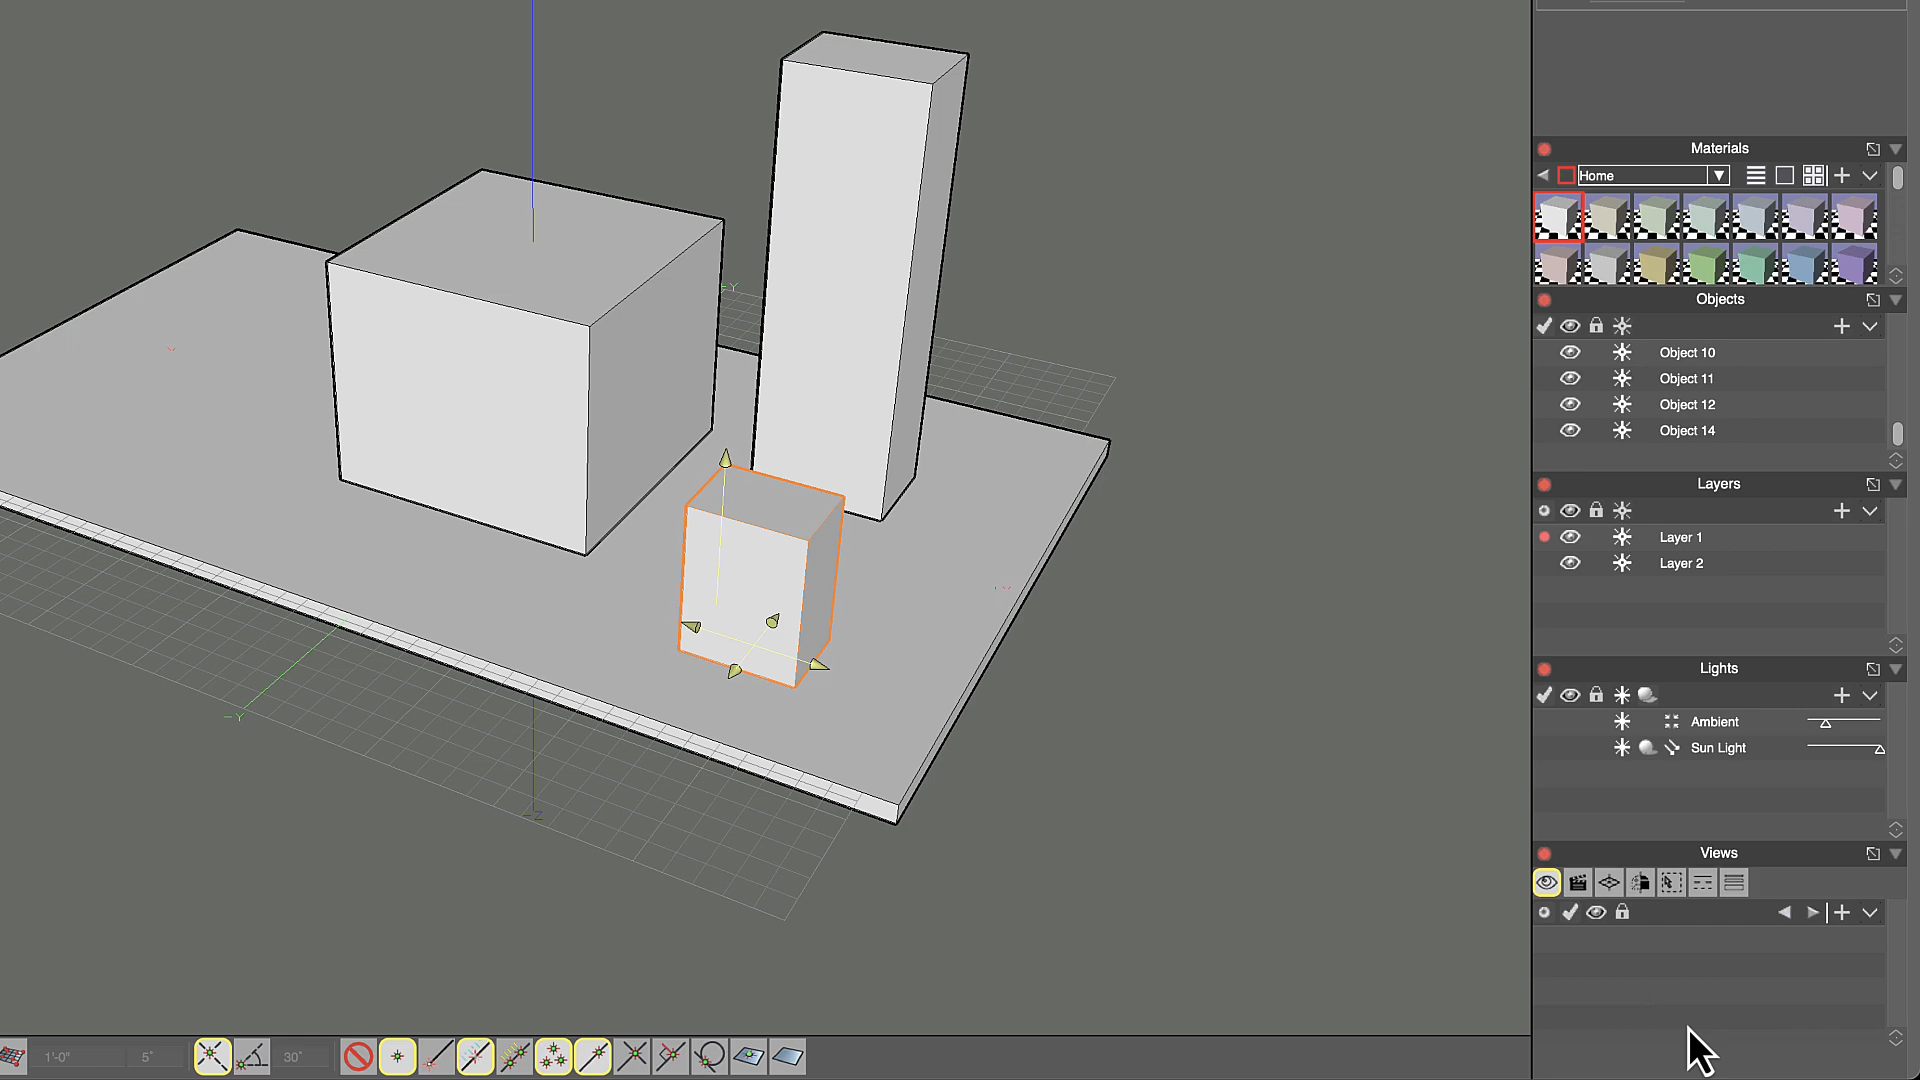 Materials
Home
Objects
Object 10
Object 11
Object 12
Object 14
Layers
Layer 1
Layer 2
Lights
Ambient
Sun Light
Views
-Y
-Z
1'-0" 5" 30°